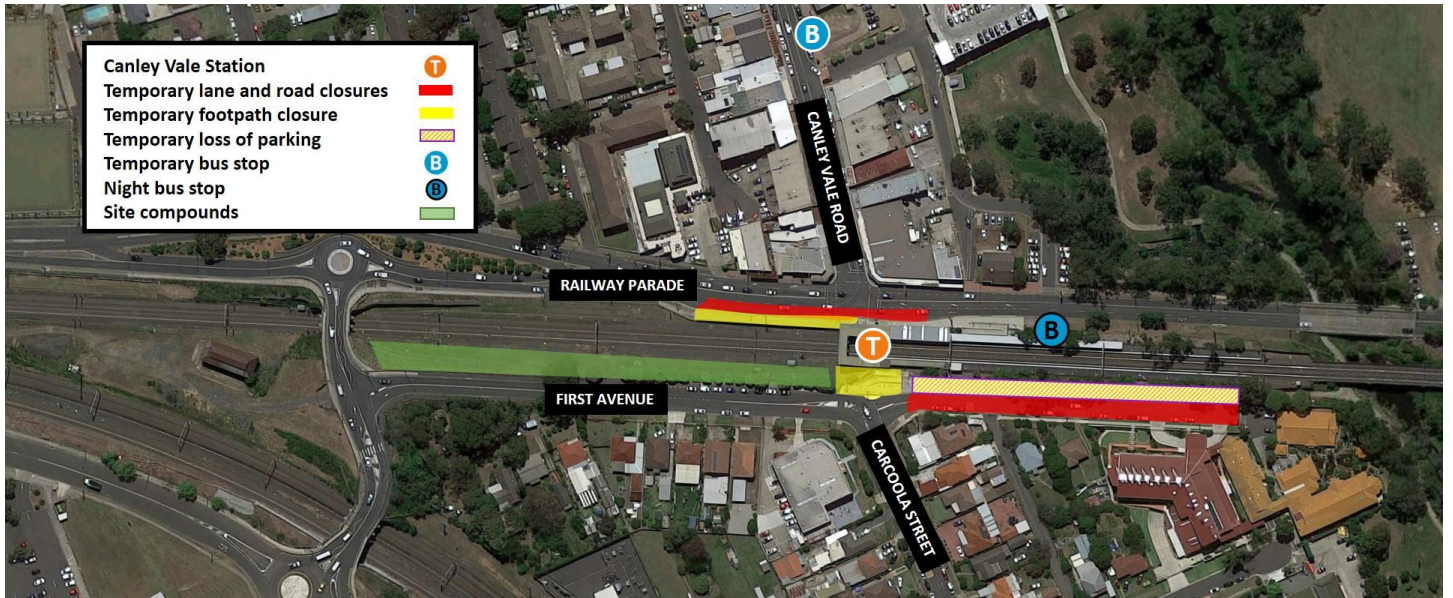 Canley Vale Station T
Temporary lane and road closures
Temporary footpath closure
Temporary loss of parking
Temporary bus stop B
Night bus stop B
Site compounds
B
CANLEY VALE ROAD
RAILWAY PARADE
B
T
FIRST AVENUE
CARCOOLA STREET